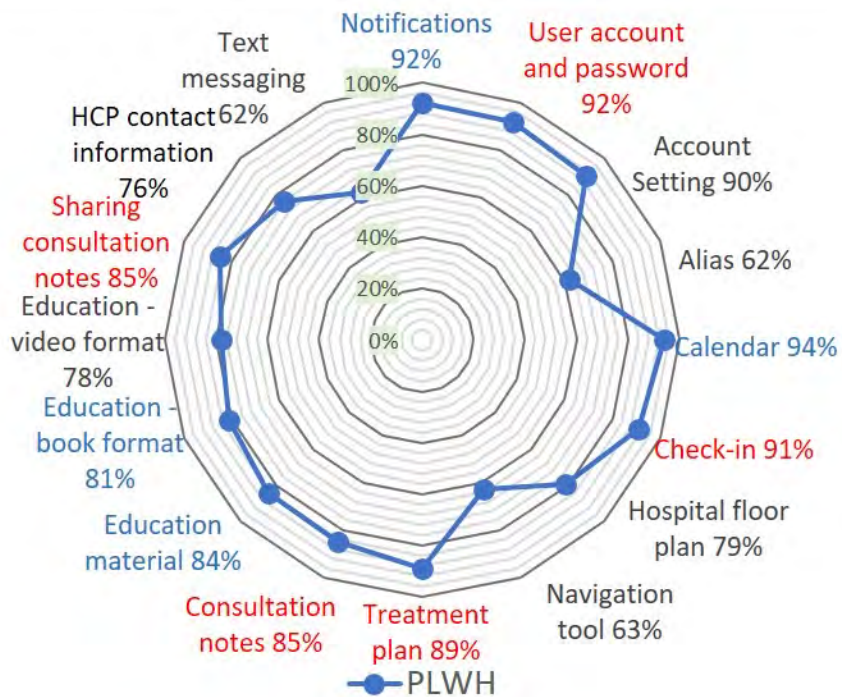 Notifications
92%
User account
and password
92%
Account
Setting 90%
Alias 62%
Calendar 94%
Check-in 91%
Hospital floor
plan 79%
Navigation
tool 63%
Treatment
plan 89%
Consultation
notes 85%
Education
material 84%
Education -
book format
81%
Education -
video format
78%
Sharing
consultation
notes 85%
HCP contact
information
76%
Text
messaging
62%
100%
80%
60%
40%
20%
0%
PLWH